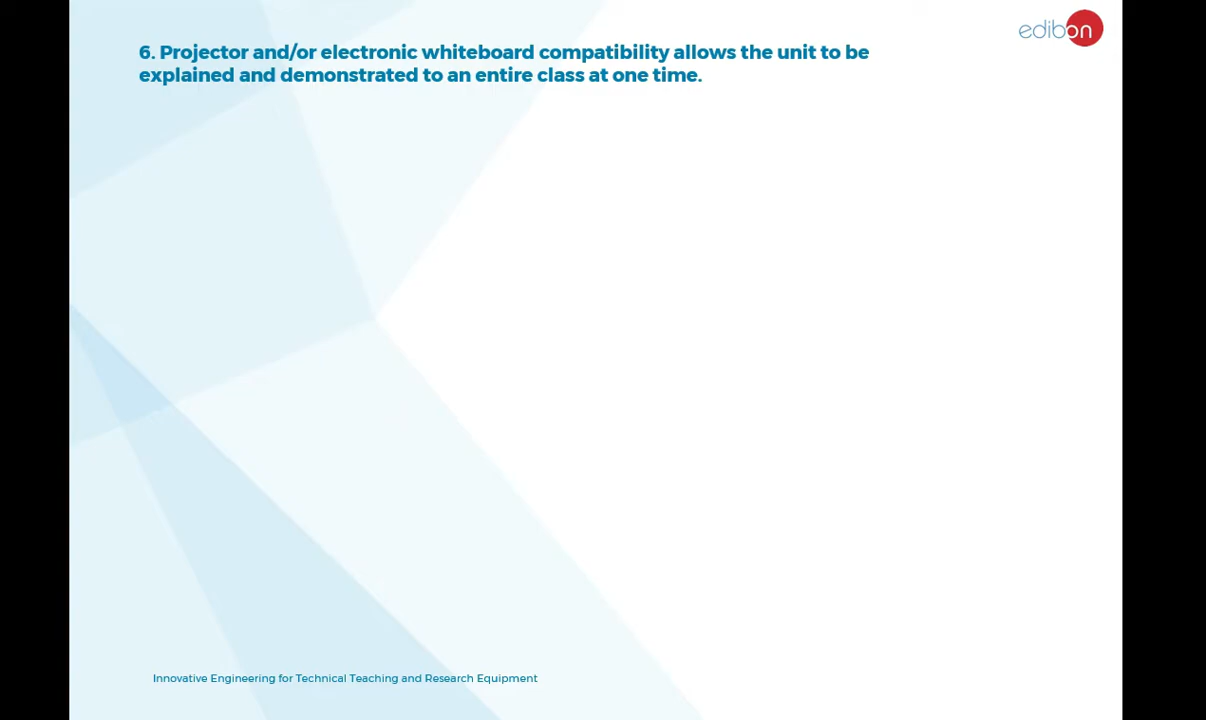 edibon
6. Projector and/or electronic whiteboard compatibility allows the unit to be
explained and demonstrated to an entire class at one time.
Innovative Engineering for Technical Teaching and Research Equipment